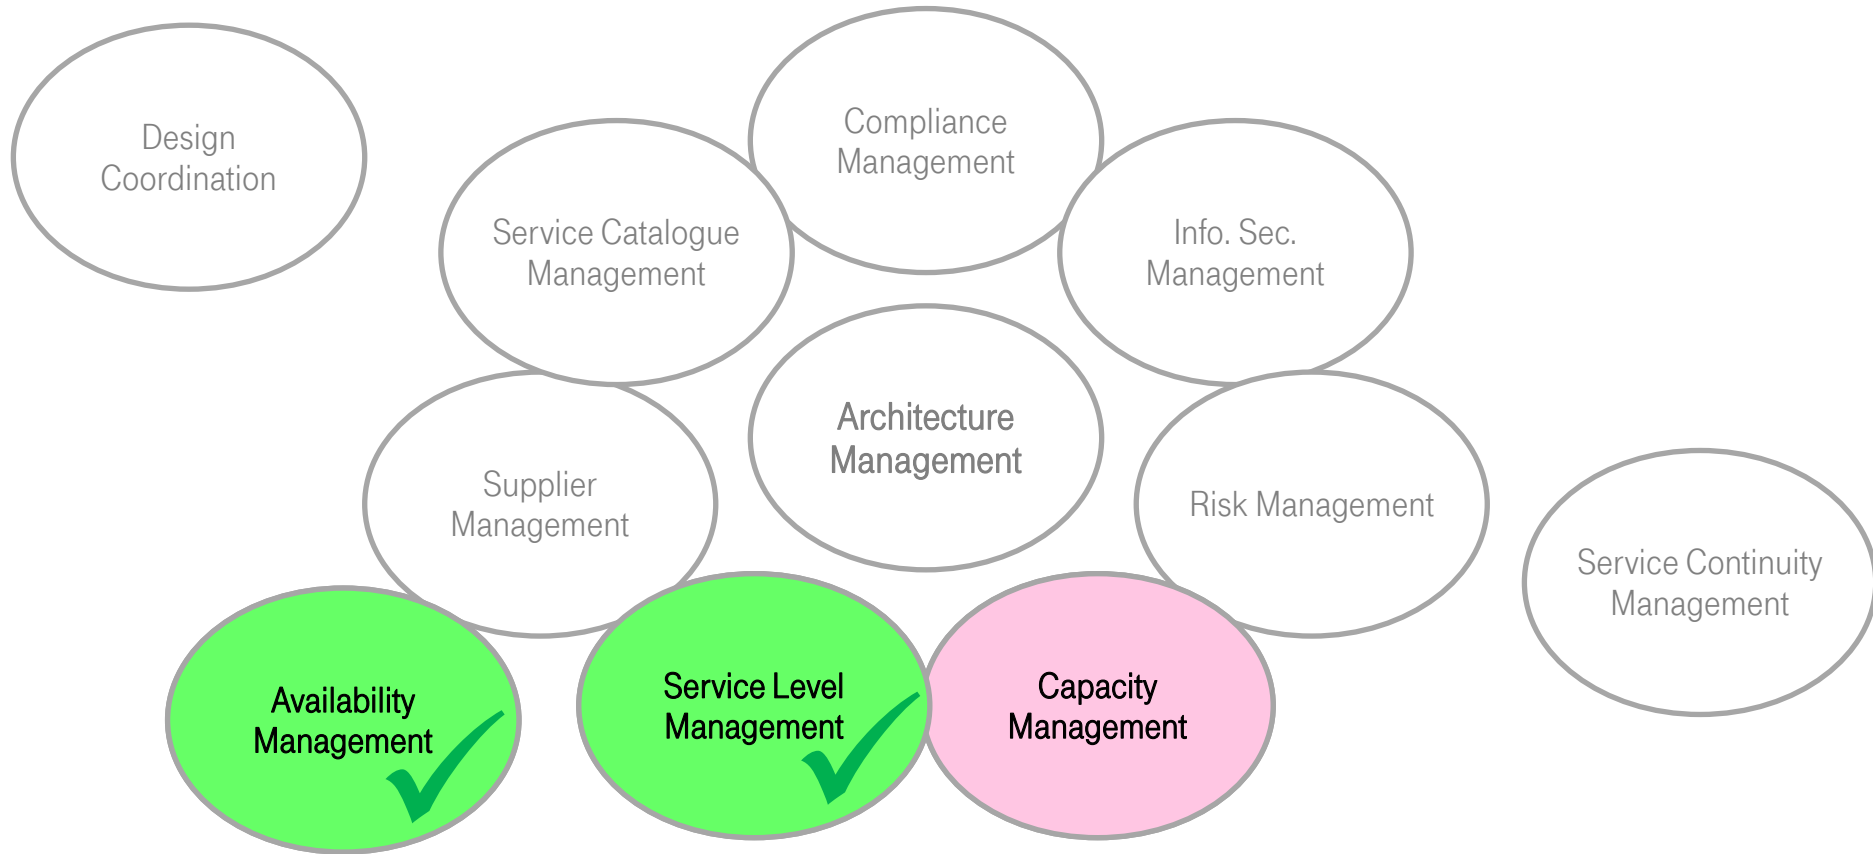 Design
Coordination
Compliance
Management
Service Catalogue
Management
Info. Sec.
Management
Architecture
Management
Supplier
Management
Risk Management
Service Continuity
Management
Availability
Management
Service Level
Management
Capacity
Management